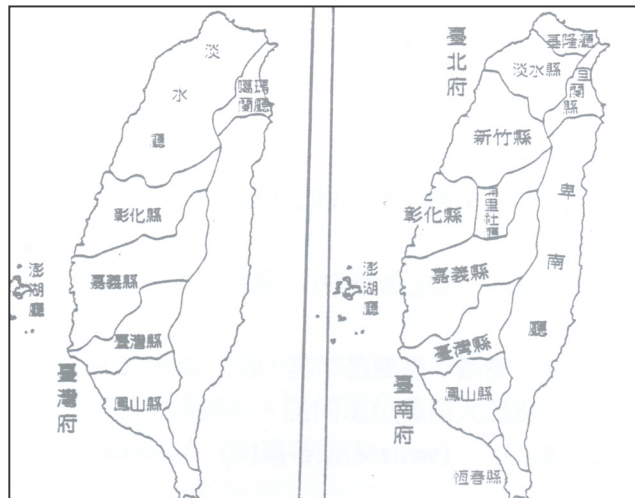 淡水廳
噶瑪
蘭廳
彰化縣
澎湖廳
嘉義縣
臺灣縣
臺灣府
鳳山縣
臺北府
基隆廳
淡水縣
宜蘭縣
新竹縣
埔里社廳
彰化縣
卑南廳
澎湖廳
嘉義縣
臺灣縣
臺南府
鳳山縣
恆春縣